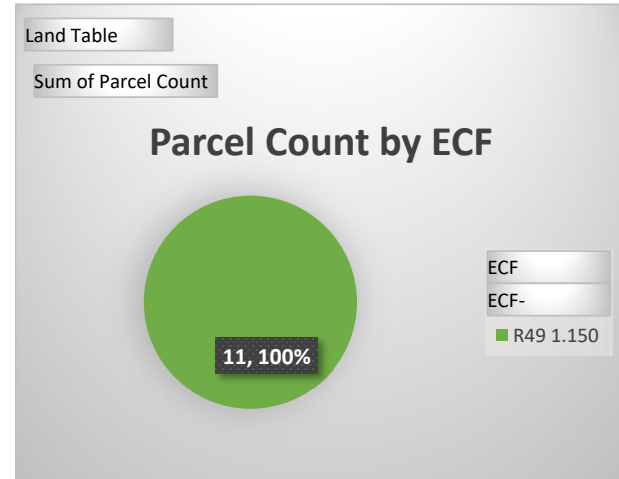 Land Table
Sum of Parcel Count
Parcel Count by ECF
ECF
ECF-
R49 1.150
11, 100%